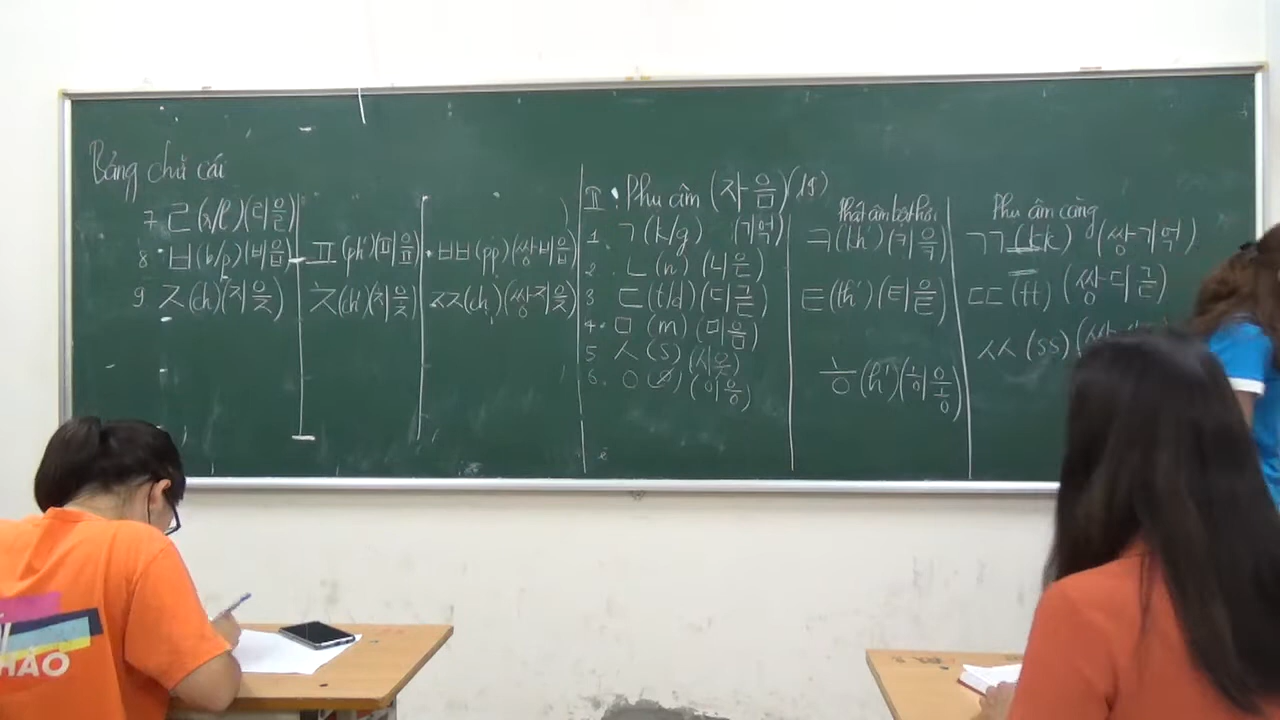 Bảng chữ cái
7 ㄹ (r/l) (리을)
8 ㅂ (b/p) (비읍) ㅍ (ph') (피읖) ㅃ (pp) (쌍비읍)
9 ㅈ (ch) (지읒) ㅊ (ch') (치읓) ㅉ (ch) (쌍지읒)
II. Phụ âm (자음) (19)
Phát âm bật hơi Phụ âm căng
1. ㄱ (k/g) (기역) ㅋ (kh') (키읔) ㄲ (kk) (쌍기역)
2. ㄴ (n) (니은)
3 ㄷ (t/d) (디귿) ㅌ (th') (티읕) ㄸ (tt) (쌍디귿)
4. ㅁ (m) (미음)
5 ㅅ (s) (시옷) ㅆ (ss)
6. ㅇ (이응) ㅎ (h') (히읗)
HÀO